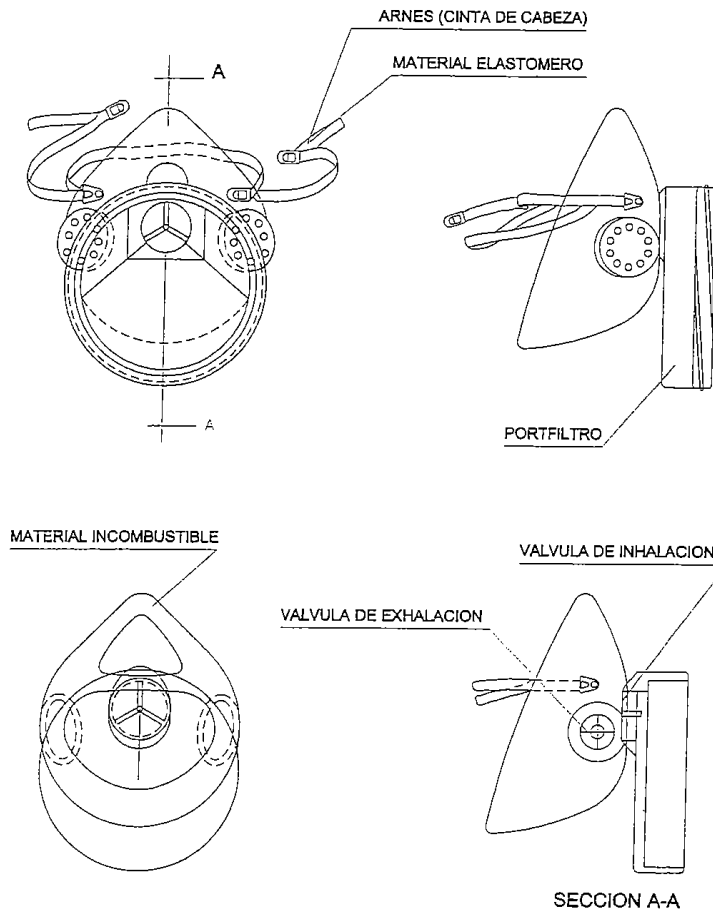 ARNES (CINTA DE CABEZA)
MATERIAL ELASTOMERO
A
A
PORTFILTRO
MATERIAL INCOMBUSTIBLE
VALVULA DE INHALACION
VALVULA DE EXHALACION
SECCION A-A